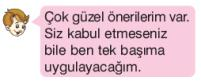 Çok güzel önerilerim var.
Siz kabul etmeseniz
bile ben tek başıma
uygulayacağım.